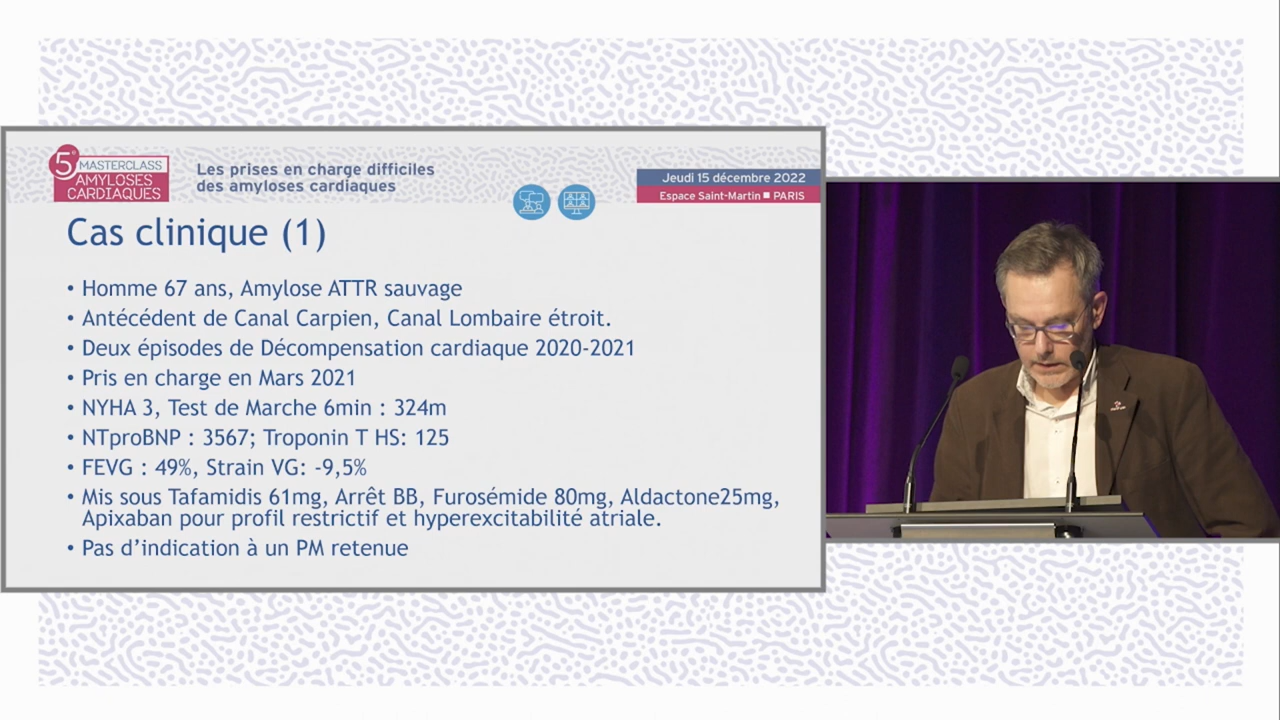 5e MASTERCLASS
AMYLOSES
CARDIAQUES
Les prises en charge difficiles
des amyloses cardiaques
Jeudi 15 décembre 2022
Espace Saint-Martin ■ PARIS
Cas clinique (1)
• Homme 67 ans, Amylose ATTR sauvage
• Antécédent de Canal Carpien, Canal Lombaire étroit.
• Deux épisodes de Décompensation cardiaque 2020-2021
• Pris en charge en Mars 2021
• NYHA 3, Test de Marche 6min : 324m
• NTproBNP : 3567; Troponin T HS: 125
• FEVG : 49%, Strain VG: -9,5%
• Mis sous Tafamidis 61mg, Arrêt BB, Furosémide 80mg, Aldactone25mg,
Apixaban pour profil restrictif et hyperexcitabilité atriale.
• Pas d’indication à un PM retenue